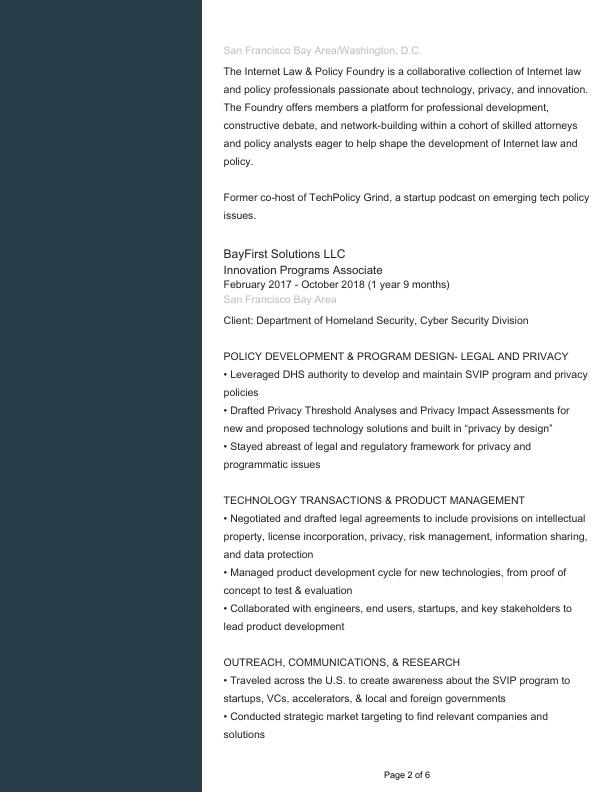 San Francisco Bay Area/Washington, D.C.
The Internet Law & Policy Foundry is a collaborative collection of Internet law
and policy professionals passionate about technology, privacy, and innovation.
The Foundry offers members a platform for professional development,
constructive debate, and network-building within a cohort of skilled attorneys
and policy analysts eager to help shape the development of Internet law and
policy.
Former co-host of TechPolicy Grind, a startup podcast on emerging tech policy
issues.
BayFirst Solutions LLC
Innovation Programs Associate
February 2017 - October 2018 (1 year 9 months)
San Francisco Bay Area
Client: Department of Homeland Security, Cyber Security Division
POLICY DEVELOPMENT & PROGRAM DESIGN- LEGAL AND PRIVACY
• Leveraged DHS authority to develop and maintain SVIP program and privacy
policies
• Drafted Privacy Threshold Analyses and Privacy Impact Assessments for
new and proposed technology solutions and built in “privacy by design”
• Stayed abreast of legal and regulatory framework for privacy and
programmatic issues
TECHNOLOGY TRANSACTIONS & PRODUCT MANAGEMENT
• Negotiated and drafted legal agreements to include provisions on intellectual
property, license incorporation, privacy, risk management, information sharing,
and data protection
• Managed product development cycle for new technologies, from proof of
concept to test & evaluation
• Collaborated with engineers, end users, startups, and key stakeholders to
lead product development
OUTREACH, COMMUNICATIONS, & RESEARCH
• Traveled across the U.S. to create awareness about the SVIP program to
startups, VCs, accelerators, & local and foreign governments
• Conducted strategic market targeting to find relevant companies and
solutions
Page 2 of 6